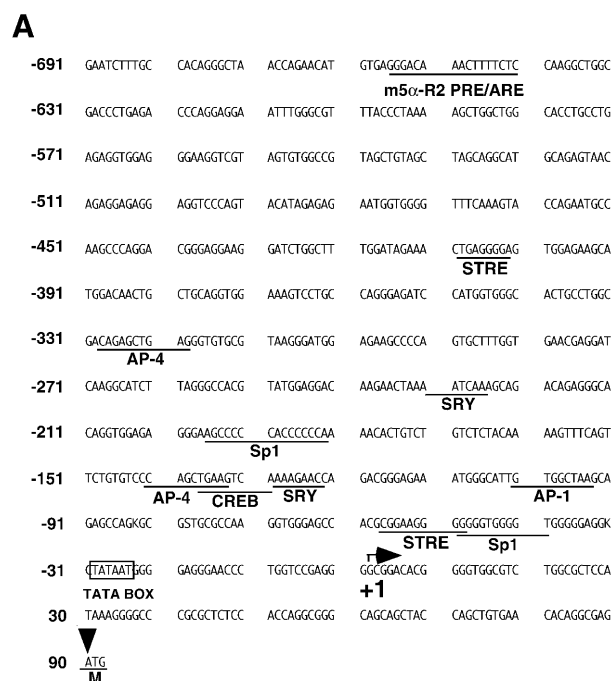 A
-691 GAATCTTTGC CACAGGGCTA ACCAGAACAT GTGAGGGACA AACTTTTCTC CAAGGCTGGC
m5α-R2 PRE/ARE
-631 GACCCTGAGA CCCAGGAGGA ATTTGGGCGT TTACCCTAAA AGCTGGCTGG CACCTGCCTG
-571 AGAGGTGGAG GGAAGGTCGT AGTGTGGCCG TAGCTGTAGC TAGCAGGCAT GCAGAGTAAC
-511 AGAGGAGAGG AGGTCCCAGT ACATAGAGAG AATGGTGGGG TTTCAAAGTA CCAGAATGCC
-451 AAGCCCAGGA CGGGAGGAAG GATCTGGCTT TGGATAGAAA CTGAGGGGAG TGGAGAAGCA
STRE
-391 TGGACAACTG CTGCAGGTGG AAAGTCCTGC CAGGGAGATC CATGGTGGGC ACTGCCTGGC
-331 GACAGAGCTG AGGGTGTGCG TAAGGGATGG AGAAGCCCCA GTGCTTTGGT GAACGAGGAT
AP-4
-271 CAAGGCATCT TAGGGCCACG TATGGAGGAC AAGAACTAAA ATCAAAGCAG ACAGAGGGCA
SRY
-211 CAGGTGGAGA GGGAAGCCCC CACCCCCCAA AACACTGTCT GTCTCTACAA AAGTTTCAGT
Sp1
-151 TCTGTGTCCC AGCTGAAGTC AAAAGAACCA GACGGGAGAA ATGGGCATTG GTGGCTAAGCA
AP-4 CREB SRY AP-1
-91 GAGCCAGKGC GSTGCGCCAA GGTGGGAGCC ACGCGGAAGG GGGGTGGGGT TGGGGGAGGK
STRE Sp1
-31 CTATAATGGG GAGGGAACCC TGGTCCGAGG GGCGGACACG GGGTGGCGTC TGGCGCTCCA
TATA BOX +1
30 TAAAGGGGCC CGCGCTCTCC ACCAGGCGGG CAGCAGCTAC CAGCTGTGAA CACAGGCGAG
90 ATG
M